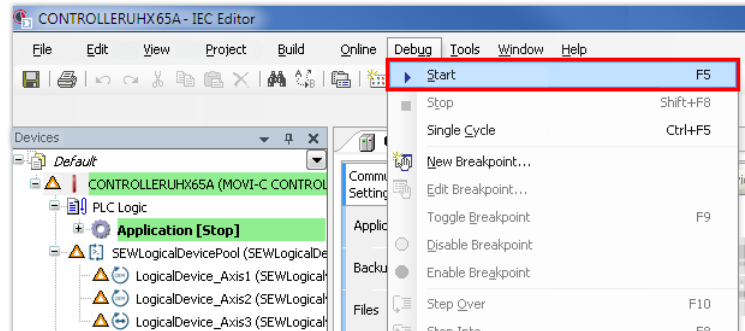 CONTROLLERUHX65A - IEC Editor
File Edit View Project Build Online Debug Tools Window Help
Start F5
Stop Shift+F8
Single Cycle Ctrl+F5
Devices
Default
New Breakpoint...
CONTROLLERUHX65A (MOVI-C CONTROL
Commu
Setting
Edit Breakpoint...
PLC Logic
Toggle Breakpoint F9
Application [Stop]
Applic
Disable Breakpoint
SEWLogicalDevicePool (SEWLogicalDe
Backu
Enable Breakpoint
LogicalDevice_Axis1 (SEWLogical
LogicalDevice_Axis2 (SEWLogical
Files
Step Over F10
LogicalDevice_Axis3 (SEWLogical
Step Into F8